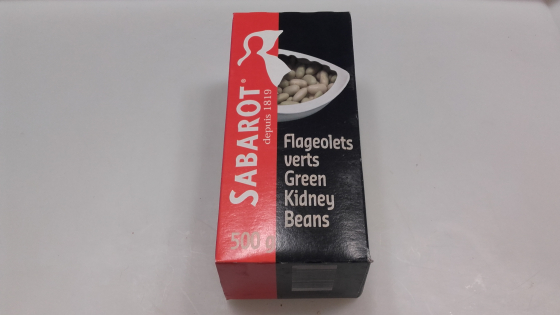 SABAROT®
depuis 1819
Flageolets
verts
Green
Kidney
Beans
500 g